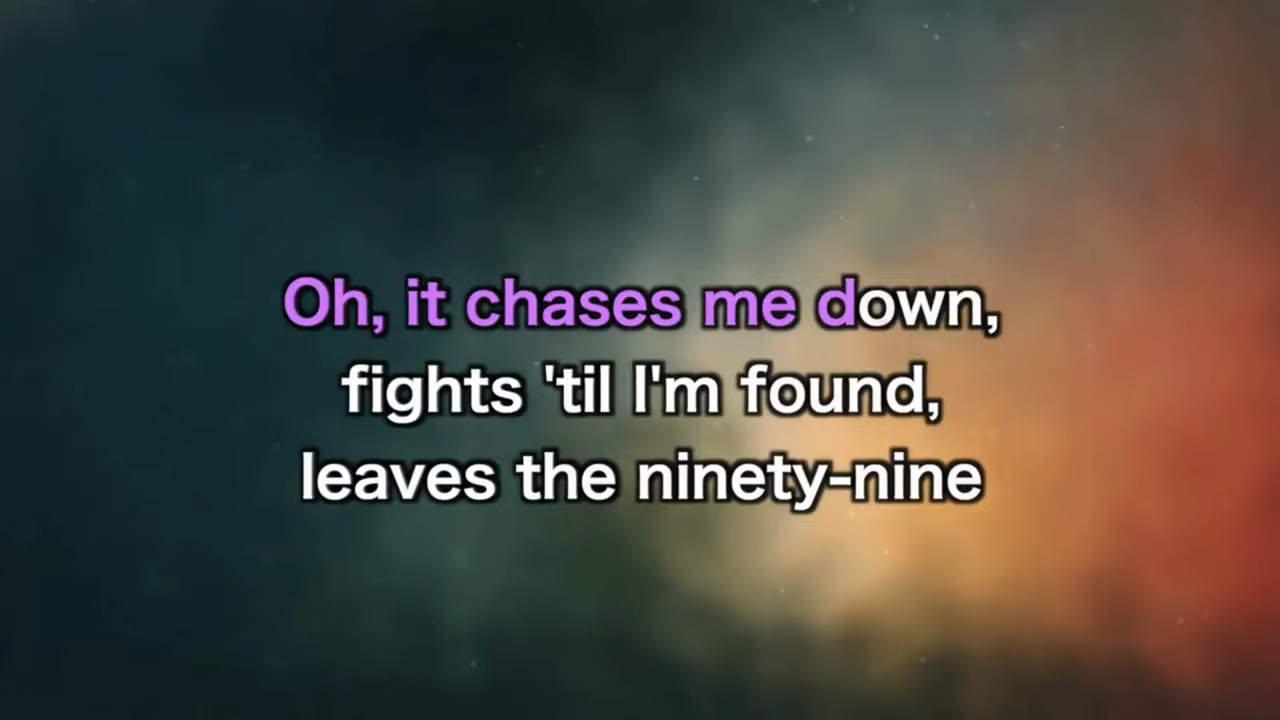 Oh, it chases me down,
fights 'til I'm found,
leaves the ninety-nine